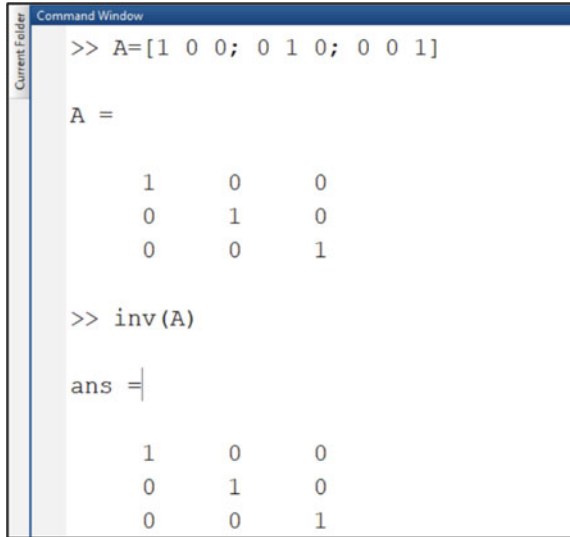 Current Folder
Command Window
>> A=[1 0 0; 0 1 0; 0 0 1]
A =
1 0 0
0 1 0
0 0 1
>> inv(A)
ans =
1 0 0
0 1 0
0 0 1